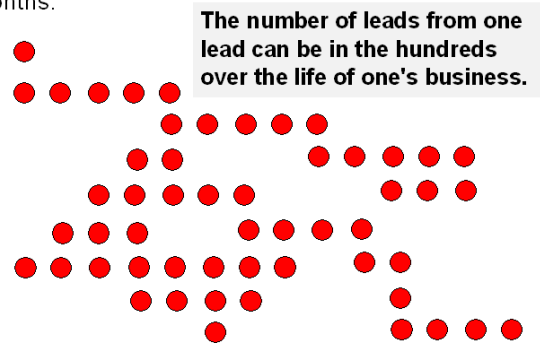 The number of leads from one
lead can be in the hundreds
over the life of one's business.